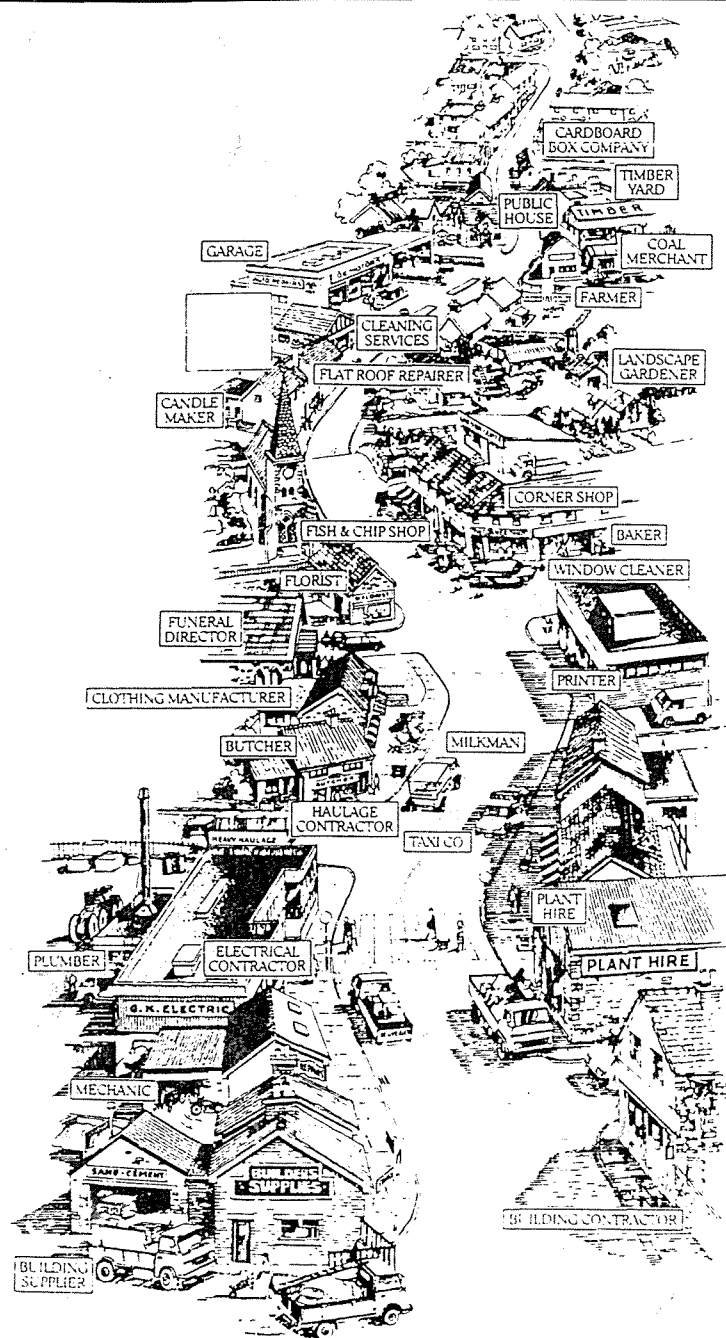 CARDBOARD
BOX COMPANY
TIMBER
YARD
PUBLIC
HOUSE
TIMBER
COAL
MERCHANT
GARAGE
FARMER
CLEANING
SERVICES
FLAT ROOF REPAIRER
LANDSCAPE
GARDENER
CANDLE
MAKER
CORNER SHOP
FISH & CHIP SHOP
BAKER
WINDOW CLEANER
FLORIST
FUNERAL
DIRECTOR
PRINTER
CLOTHING MANUFACTURER
BUTCHER
MILKMAN
HAULAGE
CONTRACTOR
HEAVY HAULAGE
TAXI CO
PLANT
HIRE
PLUMBER
ELECTRICAL
CONTRACTOR
PLANT HIRE
G.K. ELECTRIC
MECHANIC
SAND CEMENT
BUILDERS
SUPPLIES
BUILDING CONTRACTOR
BUILDING
SUPPLIER